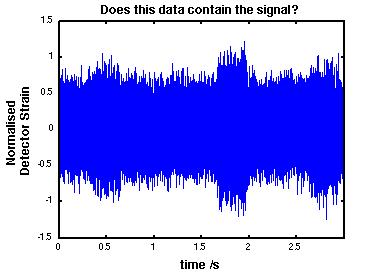 Does this data contain the signal?
1.5
1
0.5
0
-0.5
-1
-1.5
Normalised
Detector Strain
0 0.5 1 1.5 2 2.5
time /s